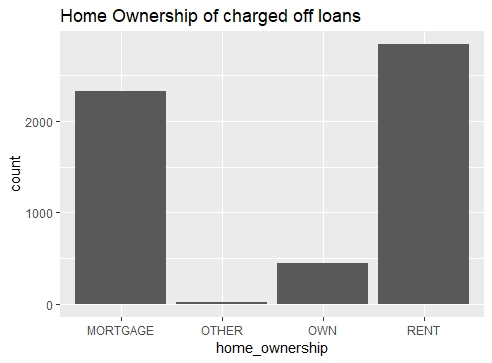 Home Ownership of charged off loans
count
2000
1000
0
MORTGAGE OTHER OWN RENT
home_ownership